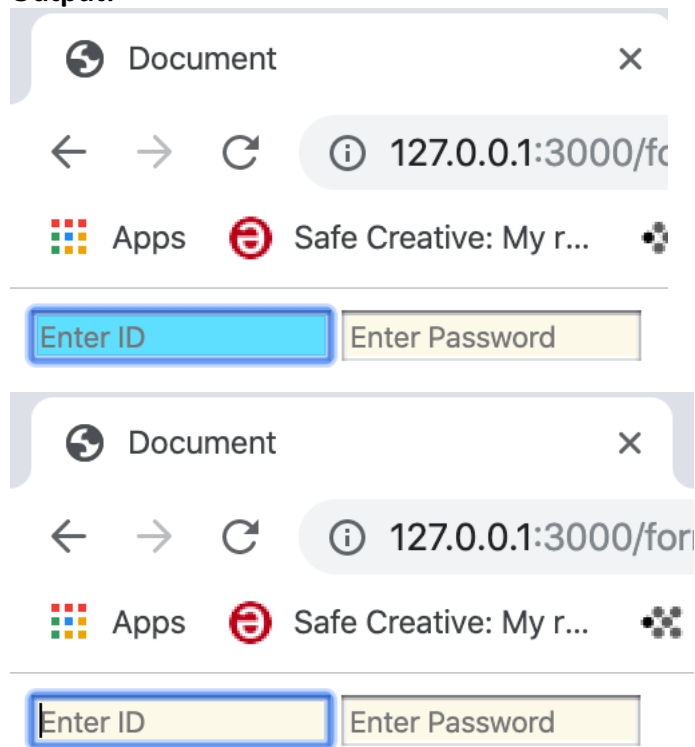 Document
127.0.0.1:3000/fo
Apps Safe Creative: My r...
Enter ID Enter Password
Document
127.0.0.1:3000/for
Apps Safe Creative: My r...
Enter ID Enter Password